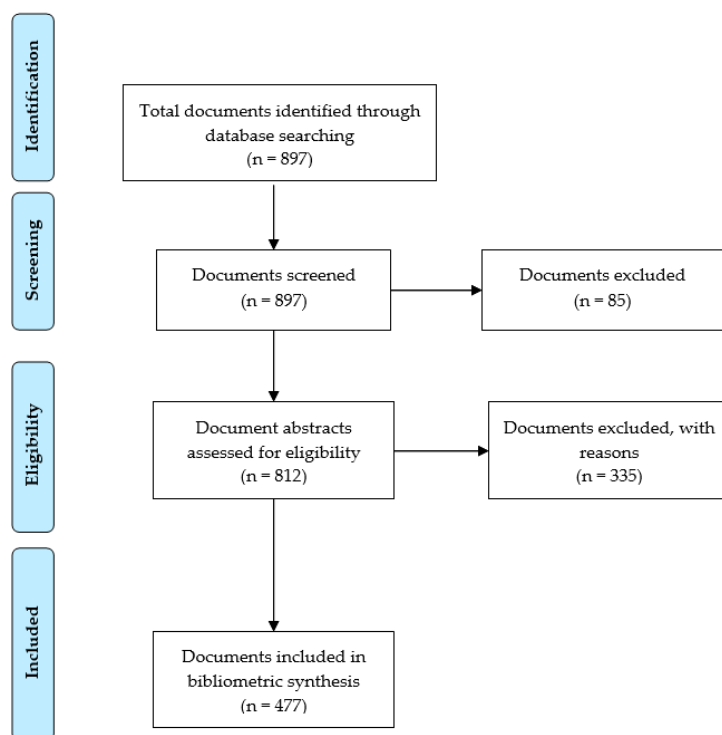 Identification
Total documents identified through
database searching
(n = 897)
Screening
Documents screened
(n = 897)
Documents excluded
(n = 85)
Eligibility
Document abstracts
assessed for eligibility
(n = 812)
Documents excluded, with
reasons
(n = 335)
Included
Documents included in
bibliometric synthesis
(n = 477)